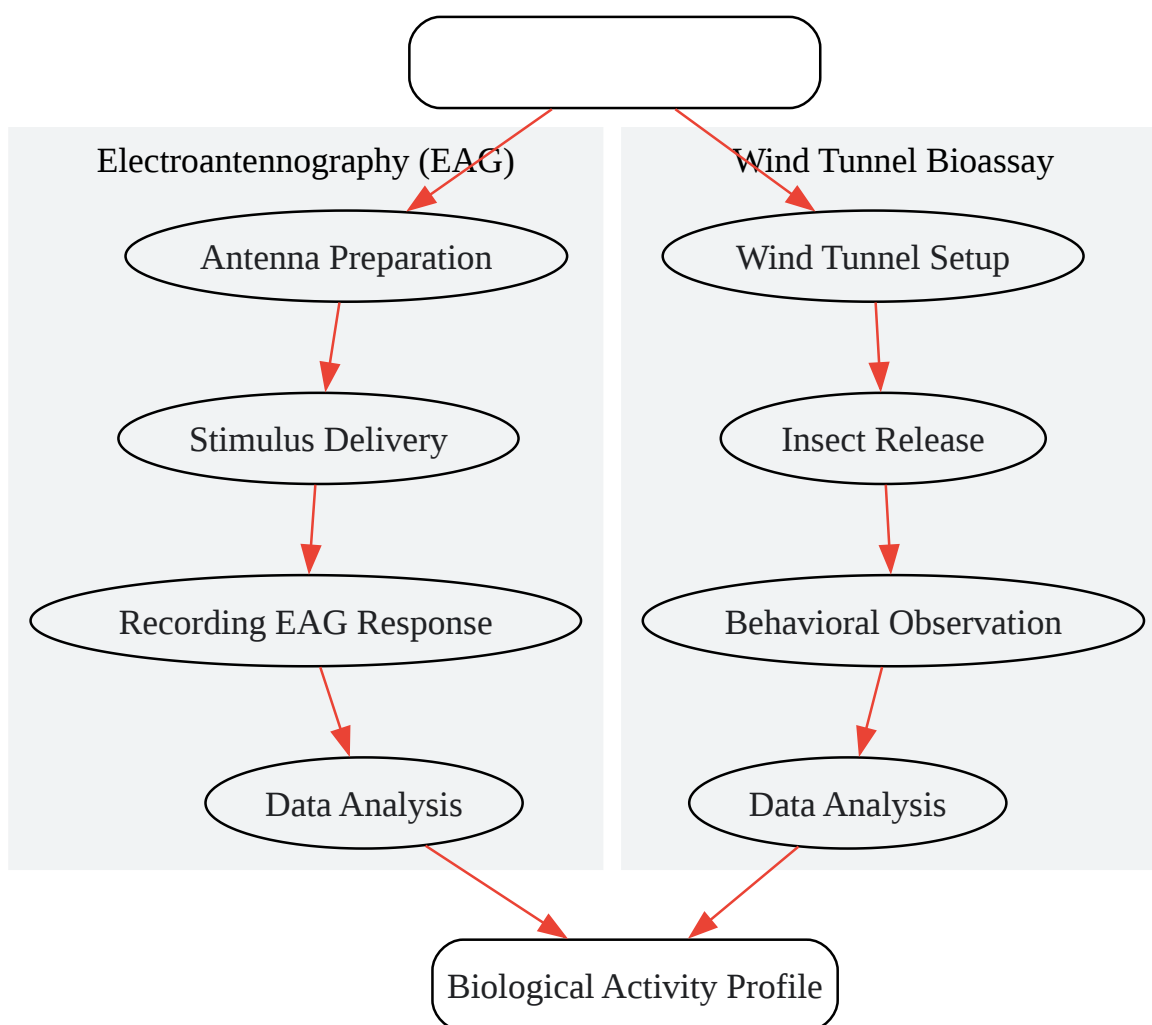 Electroantennography (EAG)
Antenna Preparation
Stimulus Delivery
Recording EAG Response
Data Analysis
Wind Tunnel Bioassay
Wind Tunnel Setup
Insect Release
Behavioral Observation
Data Analysis
Biological Activity Profile